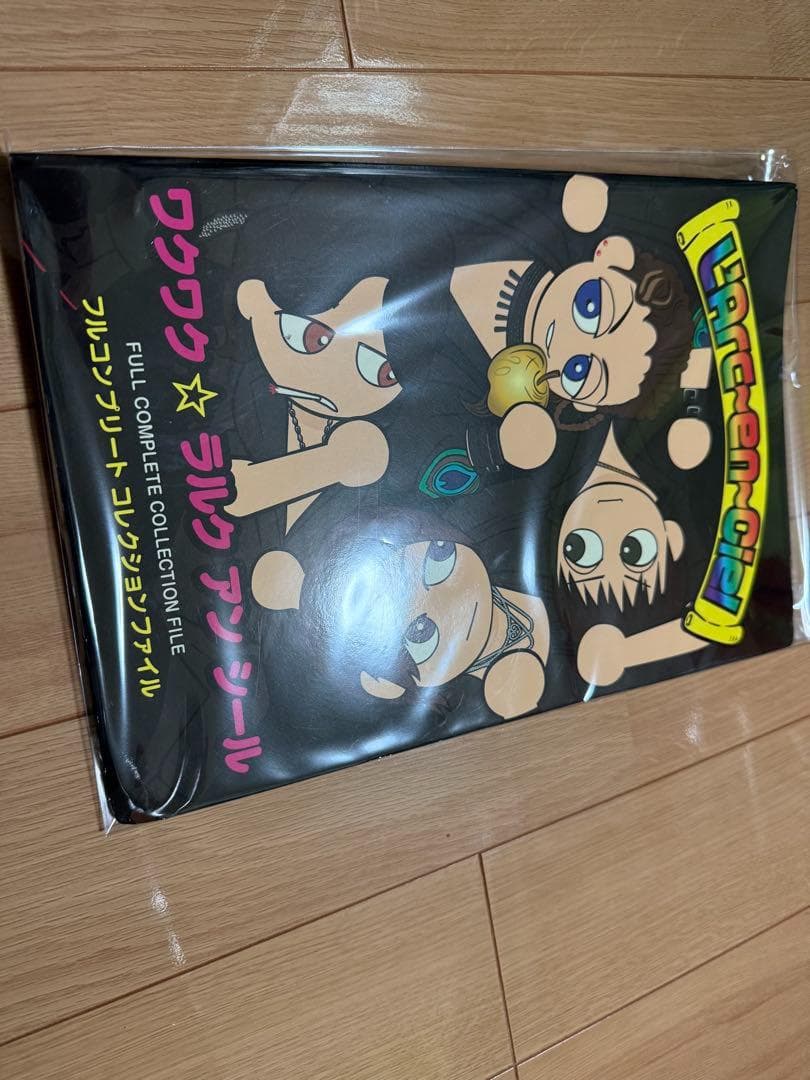 L'Arc~en~Ciel
ワクワク☆ラルク アン シール
FULL COMPLETE COLLECTION FILE
フルコンプリート コレクションファイル